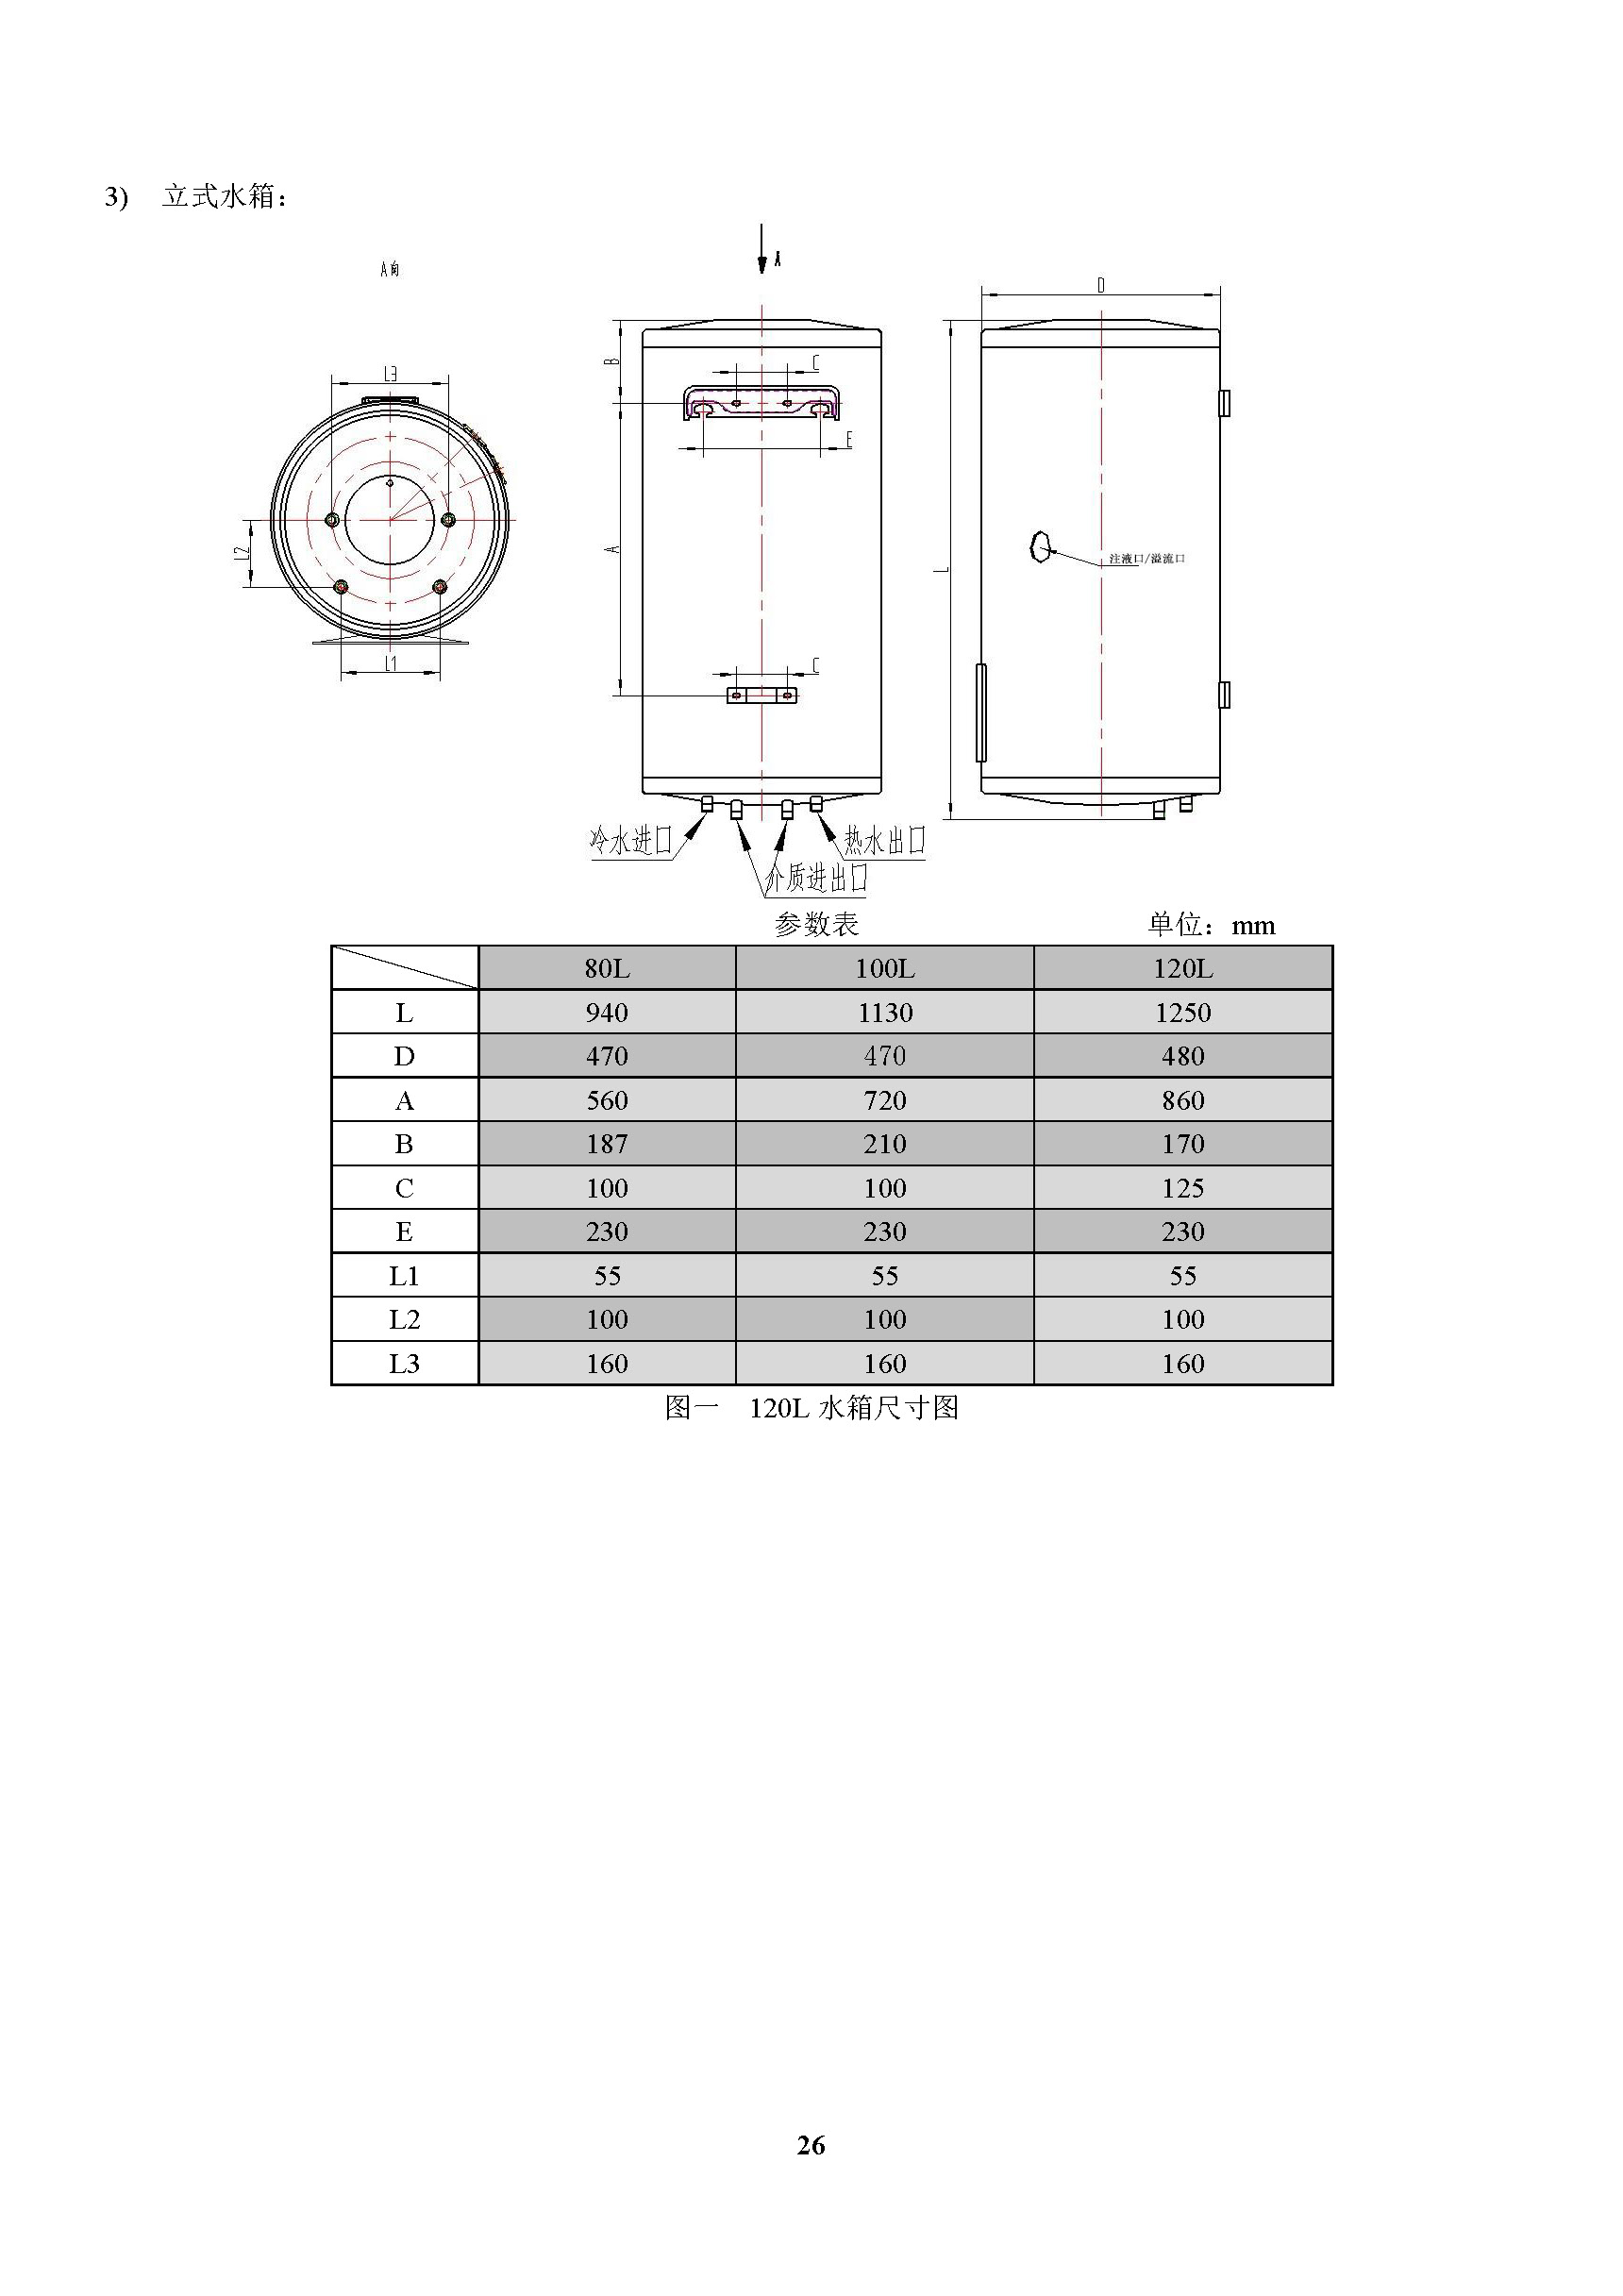 3) 立式水箱：
A
A向
D
B
C
L3
E
L2
A
L
注液口/溢流口
L1
C
冷水进口
热水出口
介质进出口
参数表 单位：mm
80L 100L 120L
L 940 1130 1250
D 470 470 480
A 560 720 860
B 187 210 170
C 100 100 125
E 230 230 230
L1 55 55 55
L2 100 100 100
L3 160 160 160
图一 120L 水箱尺寸图
26